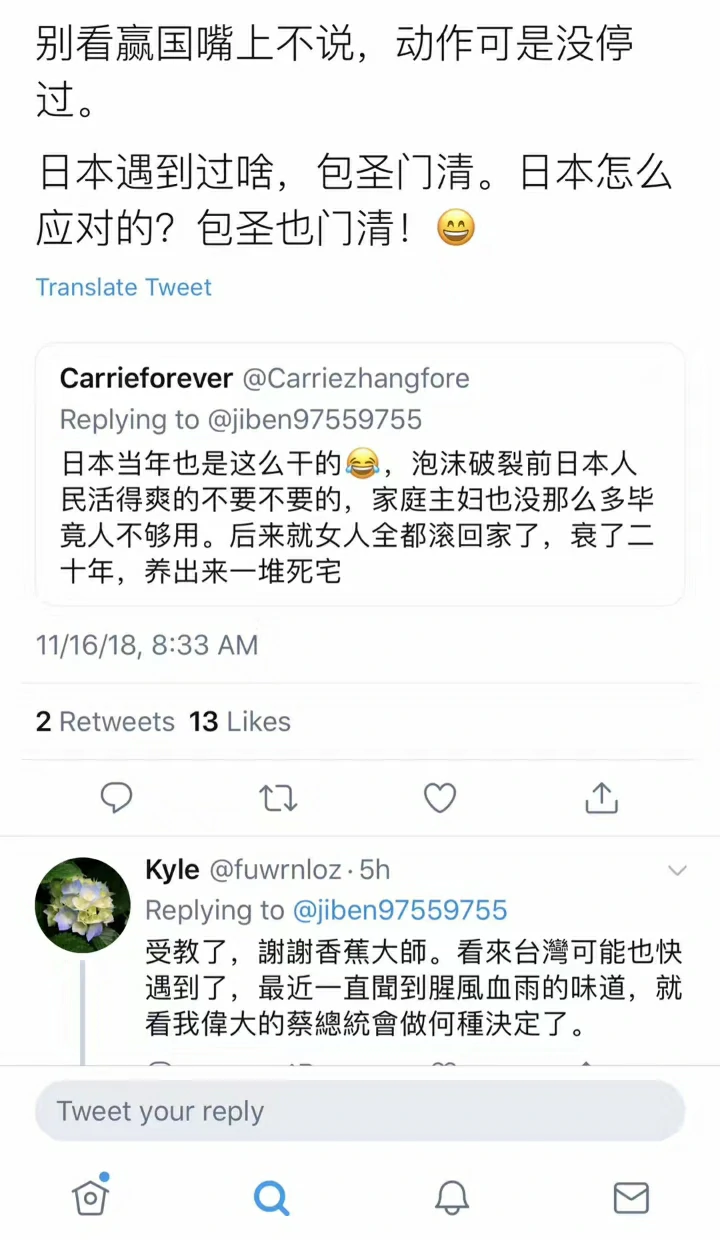 别看赢国嘴上不说，动作可是没停
过。
日本遇到过啥，包圣门清。日本怎么
应对的？包圣也门清！😄
Translate Tweet
Carrieforever @Carriezhangfore
Replying to @jiben97559755
日本当年也是这么干的😂，泡沫破裂前日本人
民活得爽的不要不要的，家庭主妇也没那么多毕
竟人不够用。后来就女人全都滚回家了，衰了二
十年，养出来一堆死宅
11/16/18, 8:33 AM
2 Retweets 13 Likes
Kyle @fuwrnloz · 5h
Replying to @jiben97559755
受教了，謝謝香蕉大師。看來台灣可能也快
遇到了，最近一直聞到腥風血雨的味道，就
看我偉大的蔡總統會做何種決定了。
Tweet your reply